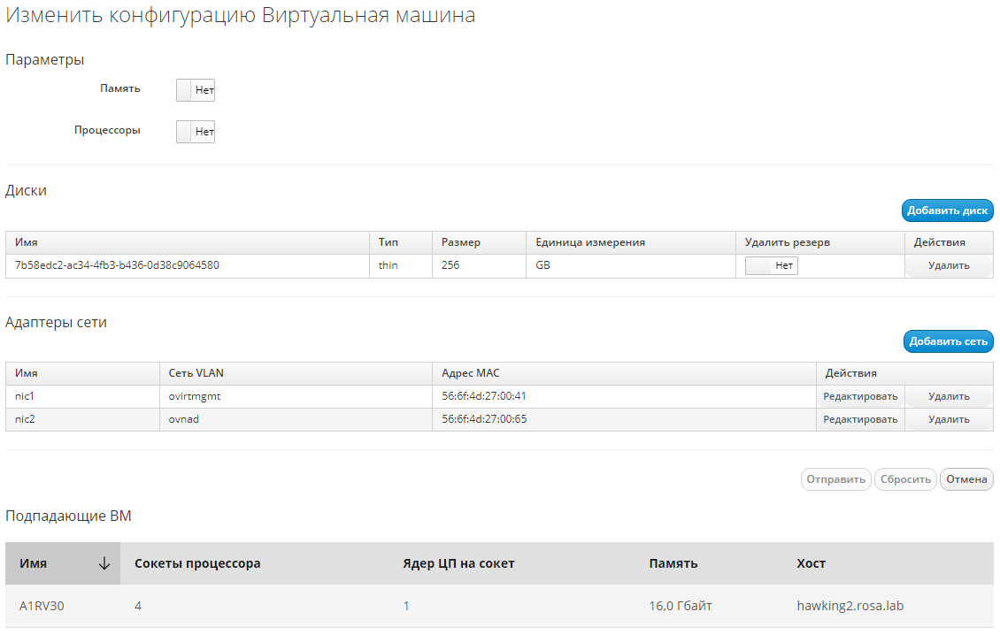 Изменить конфигурацию Виртуальная машина
Параметры
Память Нет
Процессоры Нет
Диски
Добавить диск
Имя Тип Размер Единица измерения Удалить резерв Действия
7b58edc2-ac34-4fb3-b436-0d38c9064580 thin 256 GB Нет Удалить
Адаптеры сети
Добавить сеть
Имя Сеть VLAN Адрес MAC Действия
nic1 ovirtmgmt 56:6f:4d:27:00:41 Редактировать Удалить
nic2 ovnad 56:6f:4d:27:00:65 Редактировать Удалить
Отправить Сбросить Отмена
Подпадающие ВМ
Имя Сокеты процессора Ядер ЦП на сокет Память Хост
A1RV30 4 1 16,0 Гбайт hawking2.rosa.lab